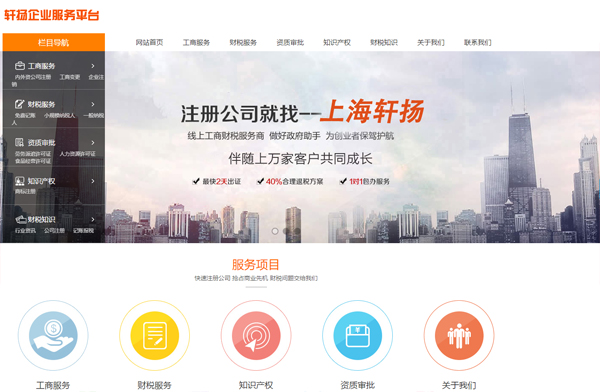 轩扬企业服务平台
栏目导航
网站首页 工商服务 财税服务 资质审批 知识产权 财税知识 关于我们 联系我们
工商服务
内外资公司注册 工商变更 企业注销
财税服务
免querying记账 小规模纳税人 一般纳税人
资质审批
劳务派遣许可证 人力资源许可证
食品经营许可证
知识产权
商标注册
财税知识
行业资讯 公司注册 记账报税
注册公司就找--上海轩扬
线上工商财税服务商 做好政府助手 为创业者保驾护航
伴随上万家客户共同成长
最快2天出证 40%合理退税方案 1对1包办服务
服务项目
快速注册公司 抢占商业先机 财税问题交给我们
工商服务 财税服务 知识产权 资质审批 关于我们